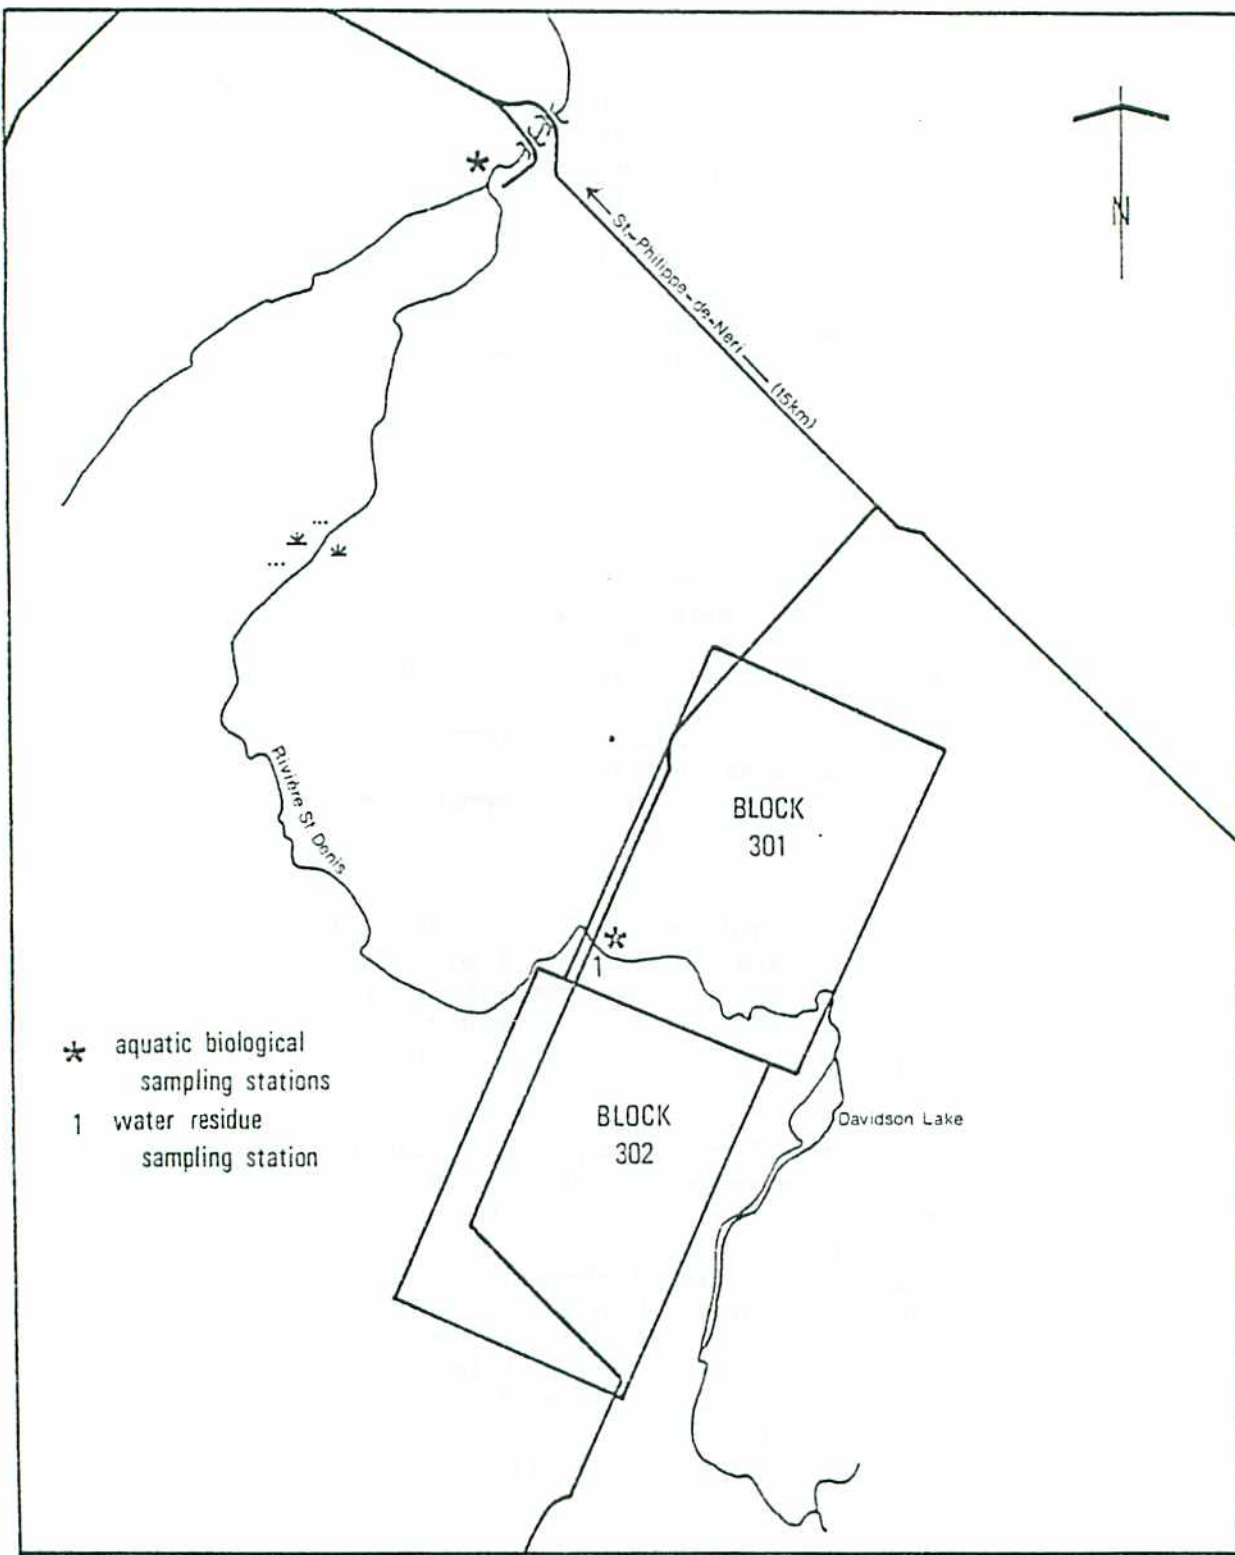 N
St.-Philippe-de-Neri (15km)
Rivière St Denis
BLOCK
301
1
* aquatic biological
sampling stations
1 water residue
sampling station
BLOCK
302
Davidson Lake